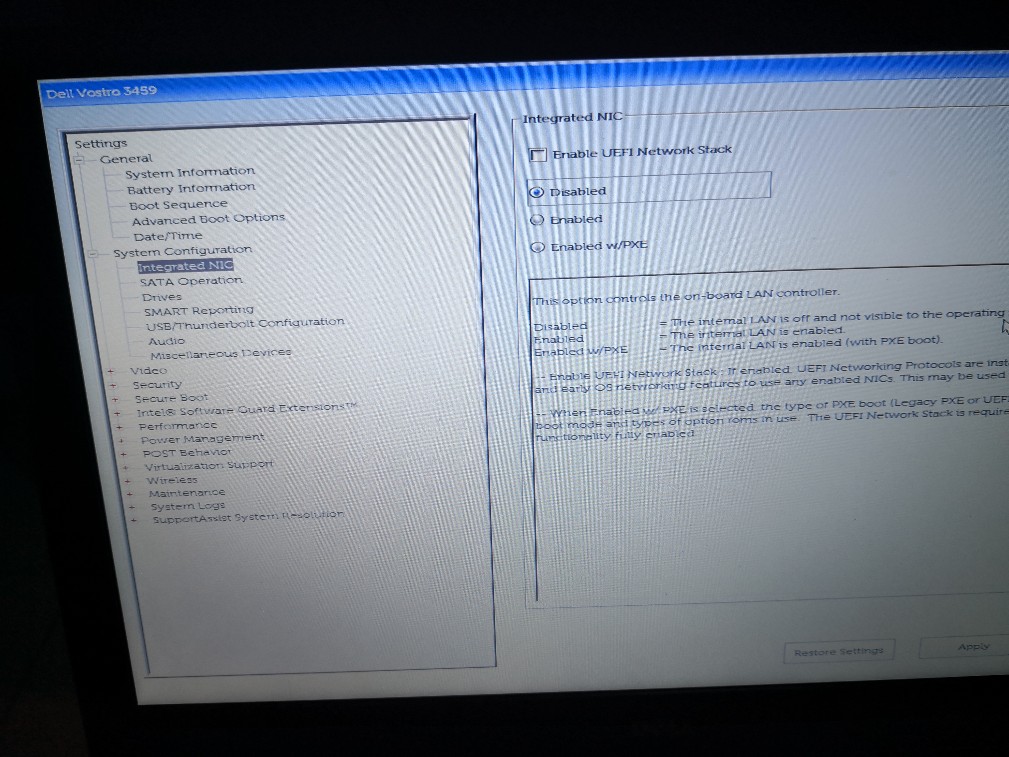 Dell Vostro 3459
Settings
General
System Information
Battery Information
Boot Sequence
Advanced Boot Options
Date/Time
System Configuration
Integrated NIC
SATA Operation
Drives
SMART Reporting
USB/Thunderbolt Configuration
Audio
Miscellaneous Devices
Video
Security
Secure Boot
Intel® Software Guard Extensions™
Performance
Power Management
POST Behavior
Virtualization Support
Wireless
Maintenance
System Logs
SupportAssist System Resolution
Integrated NIC
Enable UEFI Network Stack
Disabled
Enabled
Enabled w/PXE
This option controls the on-board LAN controller.
Disabled = The internal LAN is off and not visible to the operating
Enabled = The internal LAN is enabled.
Enabled w/PXE = The internal LAN is enabled (with PXE boot).
-- Enable UEFI Network Stack : If enabled, UEFI Networking Protocols are inst
and early OS networking features to use any enabled NICs. This may be used
-- When Enabled w/ PXE is selected, the type of PXE boot (Legacy PXE or UEF
boot mode and types of option roms in use. The UEFI Network Stack is require
functionality fully enabled.
Restore Settings
Apply